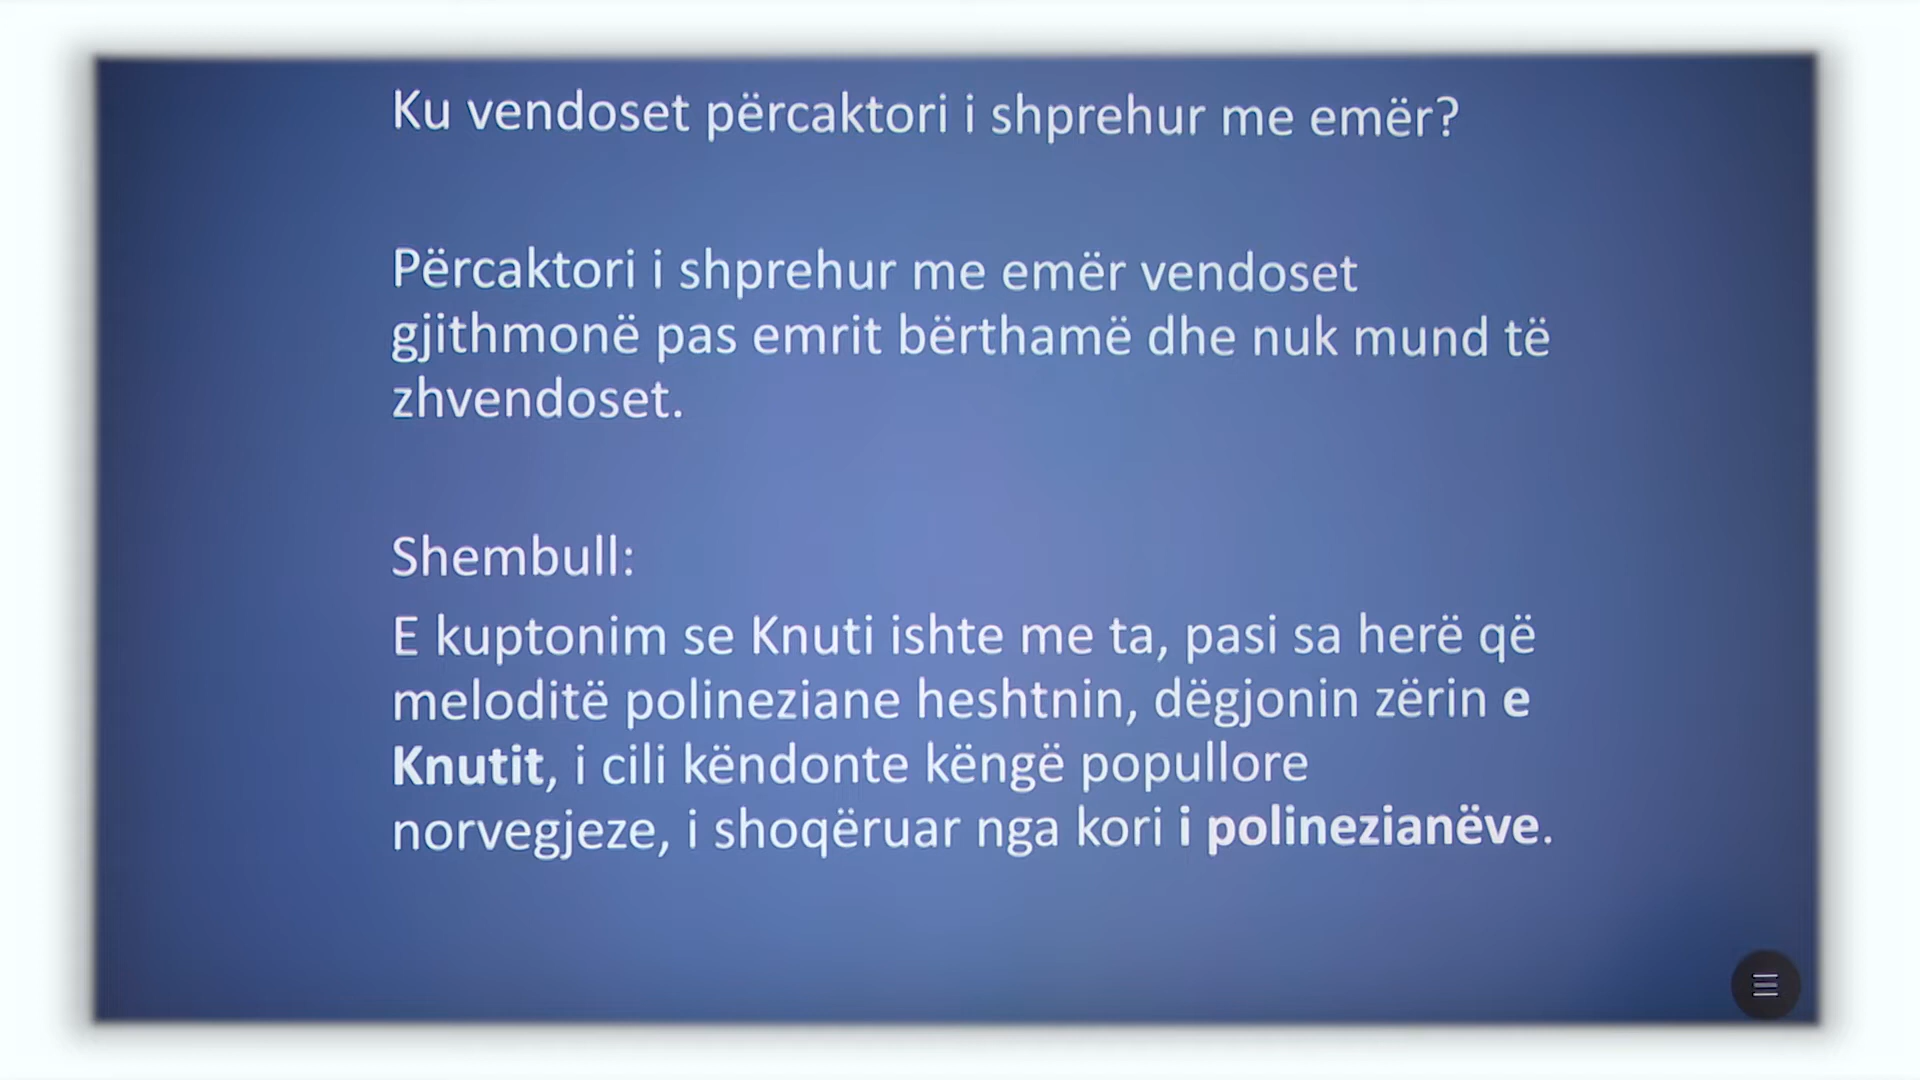 Ku vendoset përcaktori i shprehur me emër?
Përcaktori i shprehur me emër vendoset
gjithmonë pas emrit bërthamë dhe nuk mund të
zhvendoset.
Shembull:
E kuptonim se Knuti ishte me ta, pasi sa herë që
meloditë polineziane heshtnin, dëgjonin zërin e
Knutit, i cili këndonte këngë popullore
norvegjeze, i shoqëruar nga kori i polinezianëve.